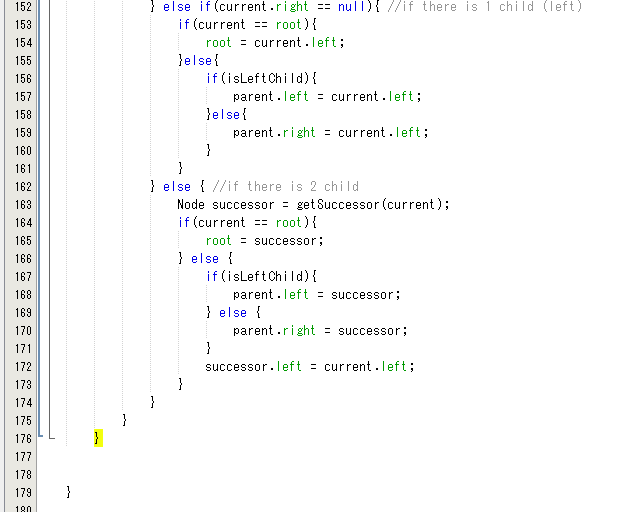 152 } else if(current.right == null){ //if there is 1 child (left)
153 if(current == root){
154 root = current.left;
155 }else{
156 if(isLeftChild){
157 parent.left = current.left;
158 }else{
159 parent.right = current.left;
160 }
161 }
162 } else { //if there is 2 child
163 Node successor = getSuccessor(current);
164 if(current == root){
165 root = successor;
166 } else {
167 if(isLeftChild){
168 parent.left = successor;
169 } else {
170 parent.right = successor;
171 }
172 successor.left = current.left;
173 }
174 }
175 }
176 }
177
178
179 }
180